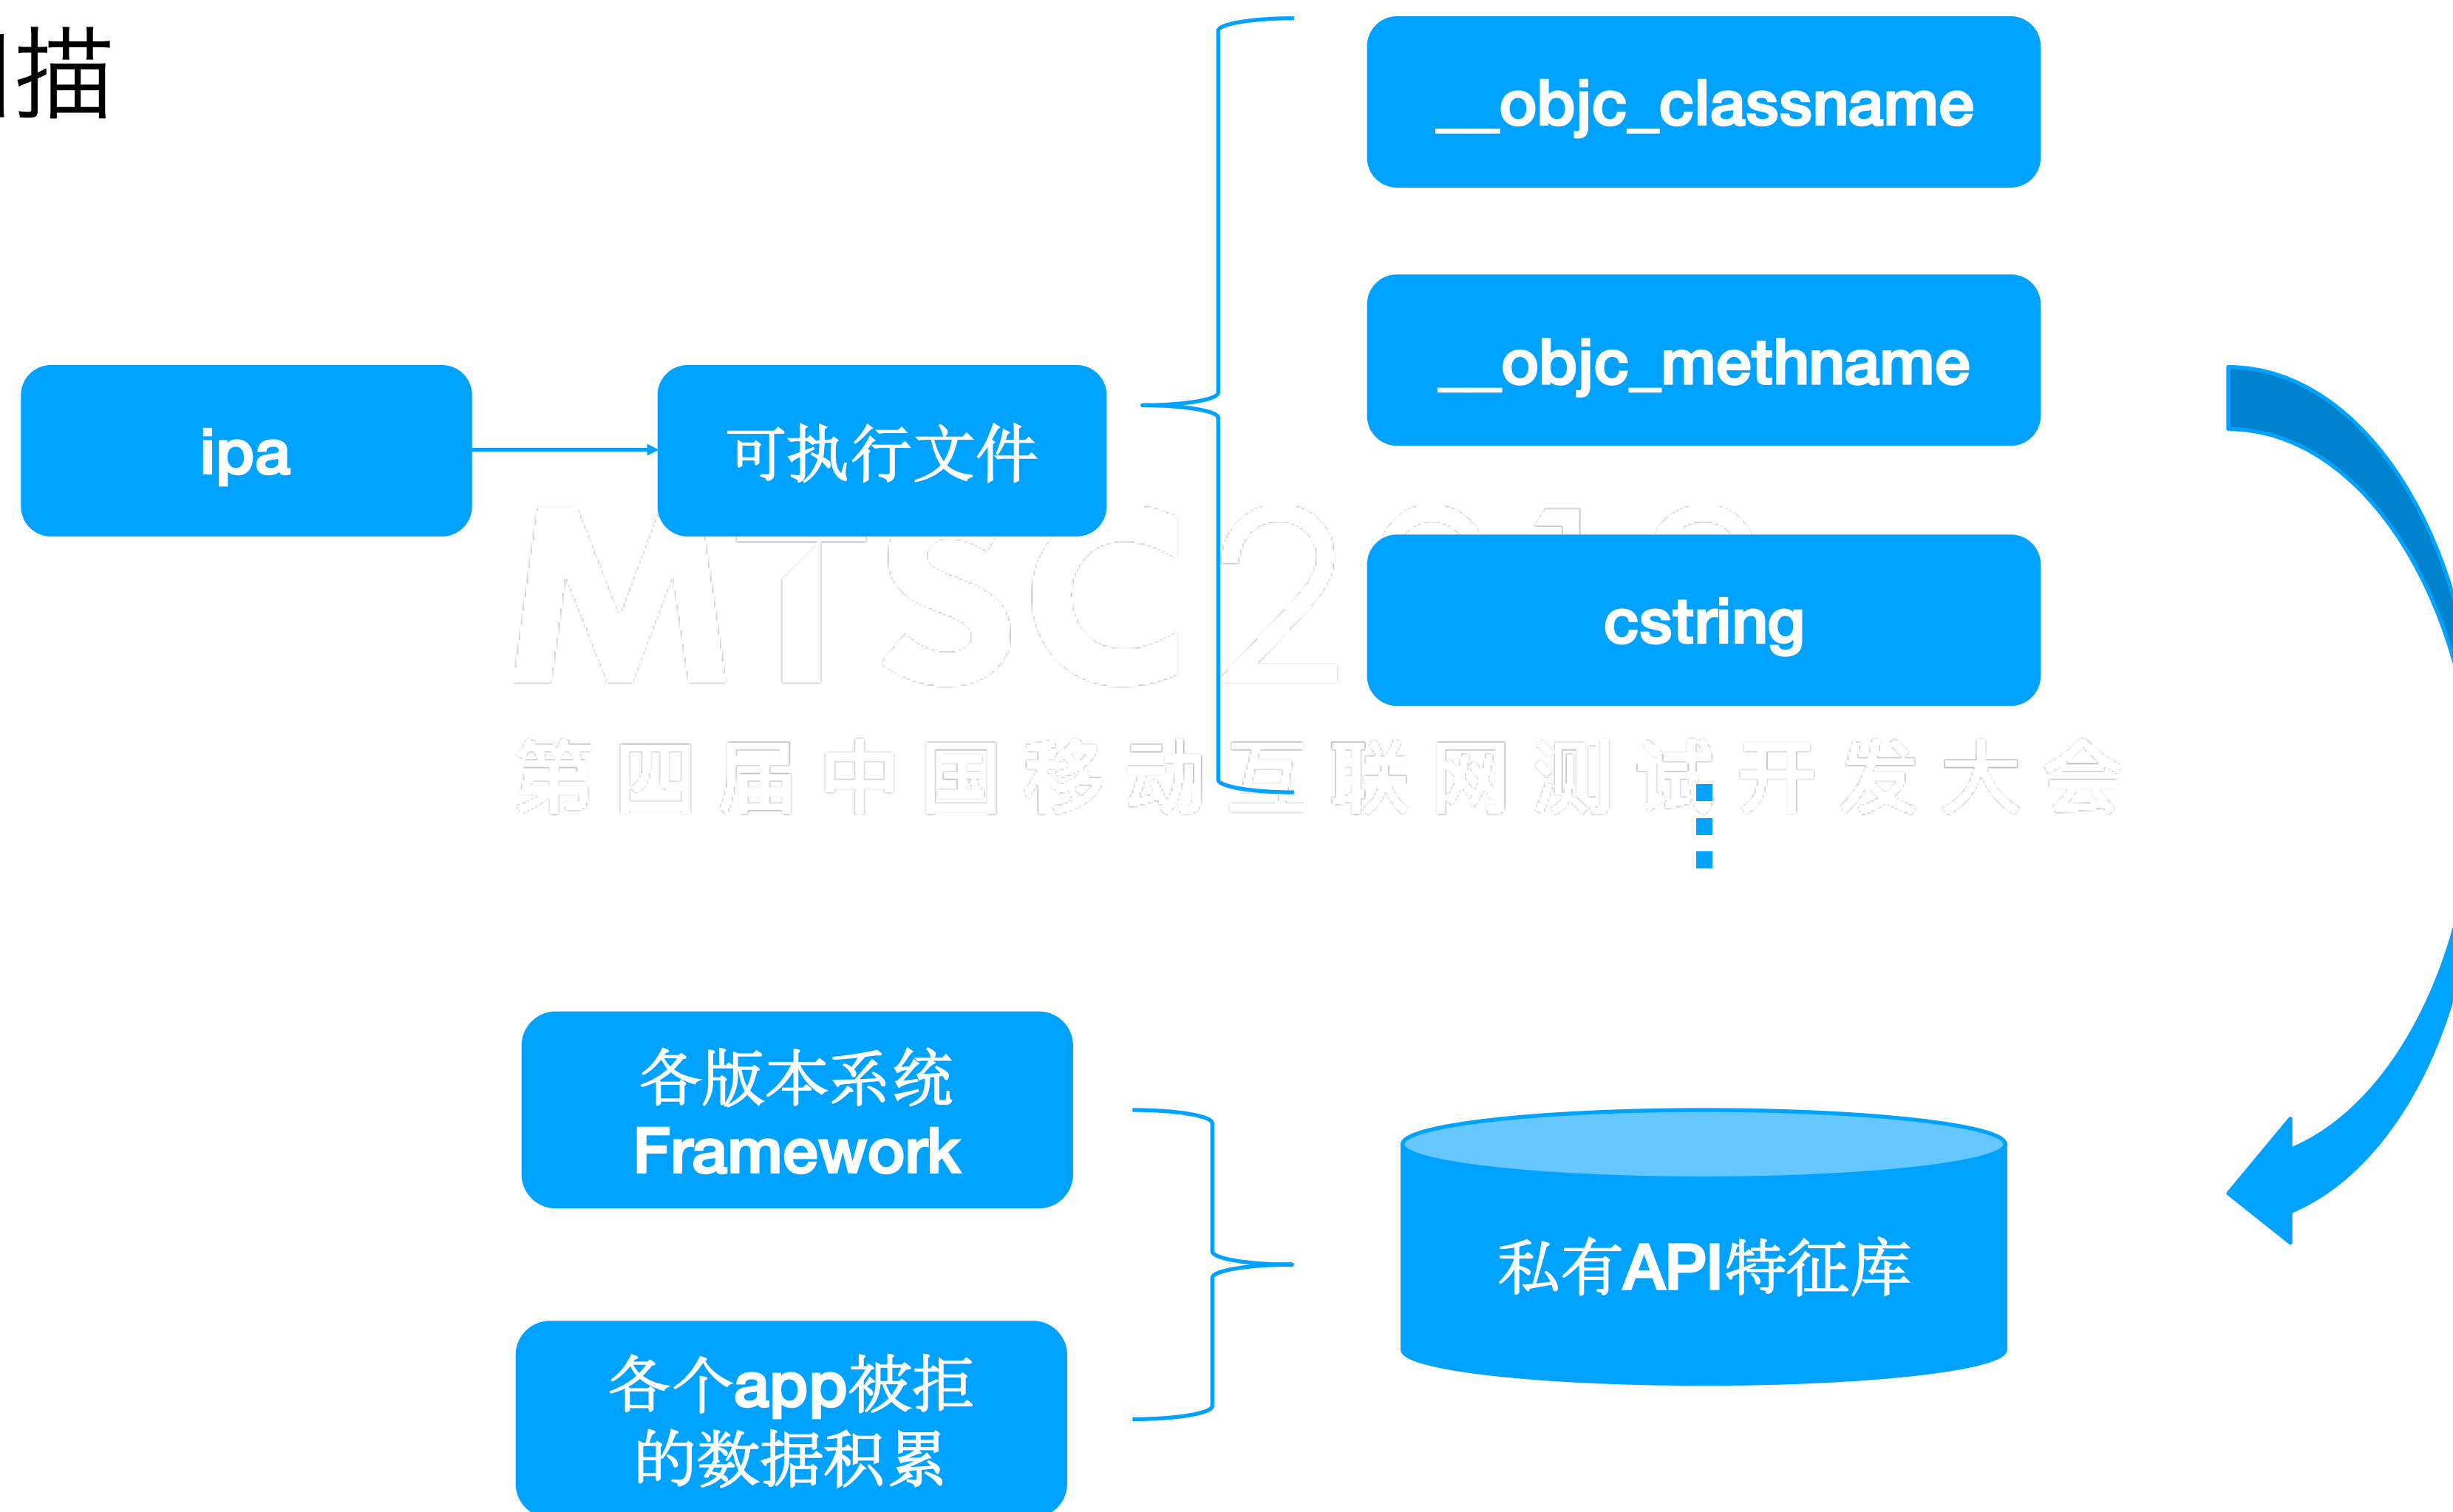 描
__objc_classname
__objc_methname
ipa
可执行文件
cstring
第四届中国移动互联网测试开发大会
各版本系统
Framework
私有API特征库
各个app被拒
的数据积累